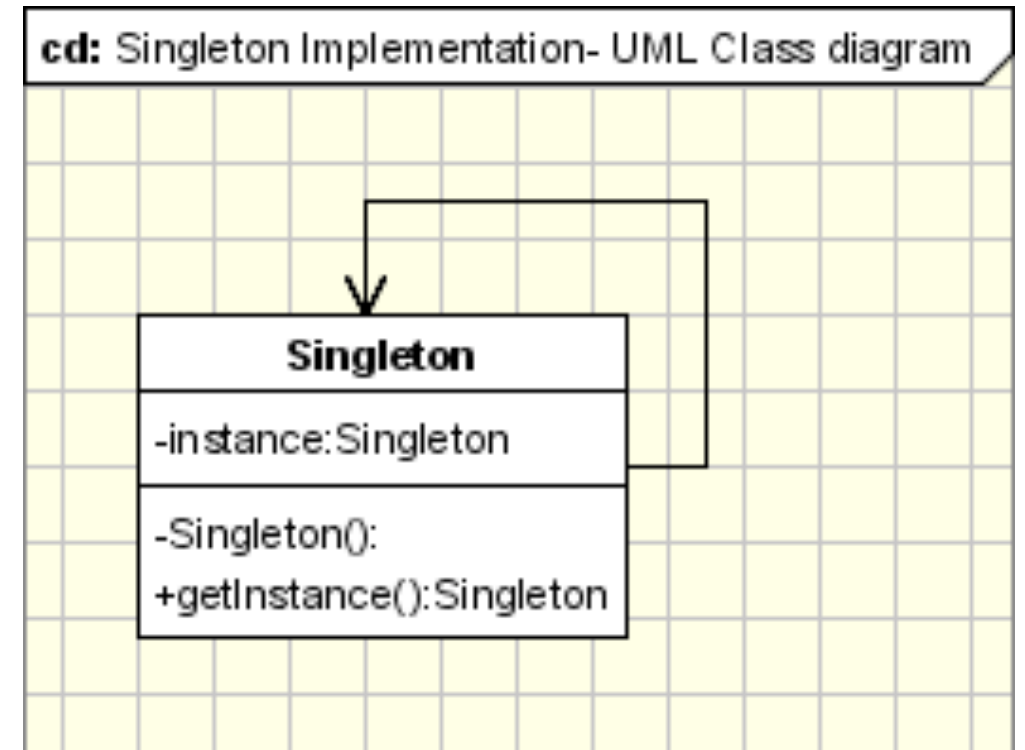 cd: Singleton Implementation- UML Class diagram
Singleton
-instance:Singleton
-Singleton():
+getInstance():Singleton